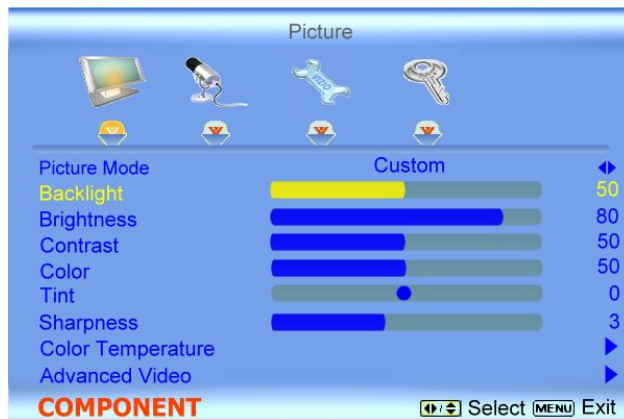 Picture
VIZIO
Picture Mode Custom
Backlight 50
Brightness 80
Contrast 50
Color 50
Tint 0
Sharpness 3
Color Temperature
Advanced Video
COMPONENT Select MENU Exit